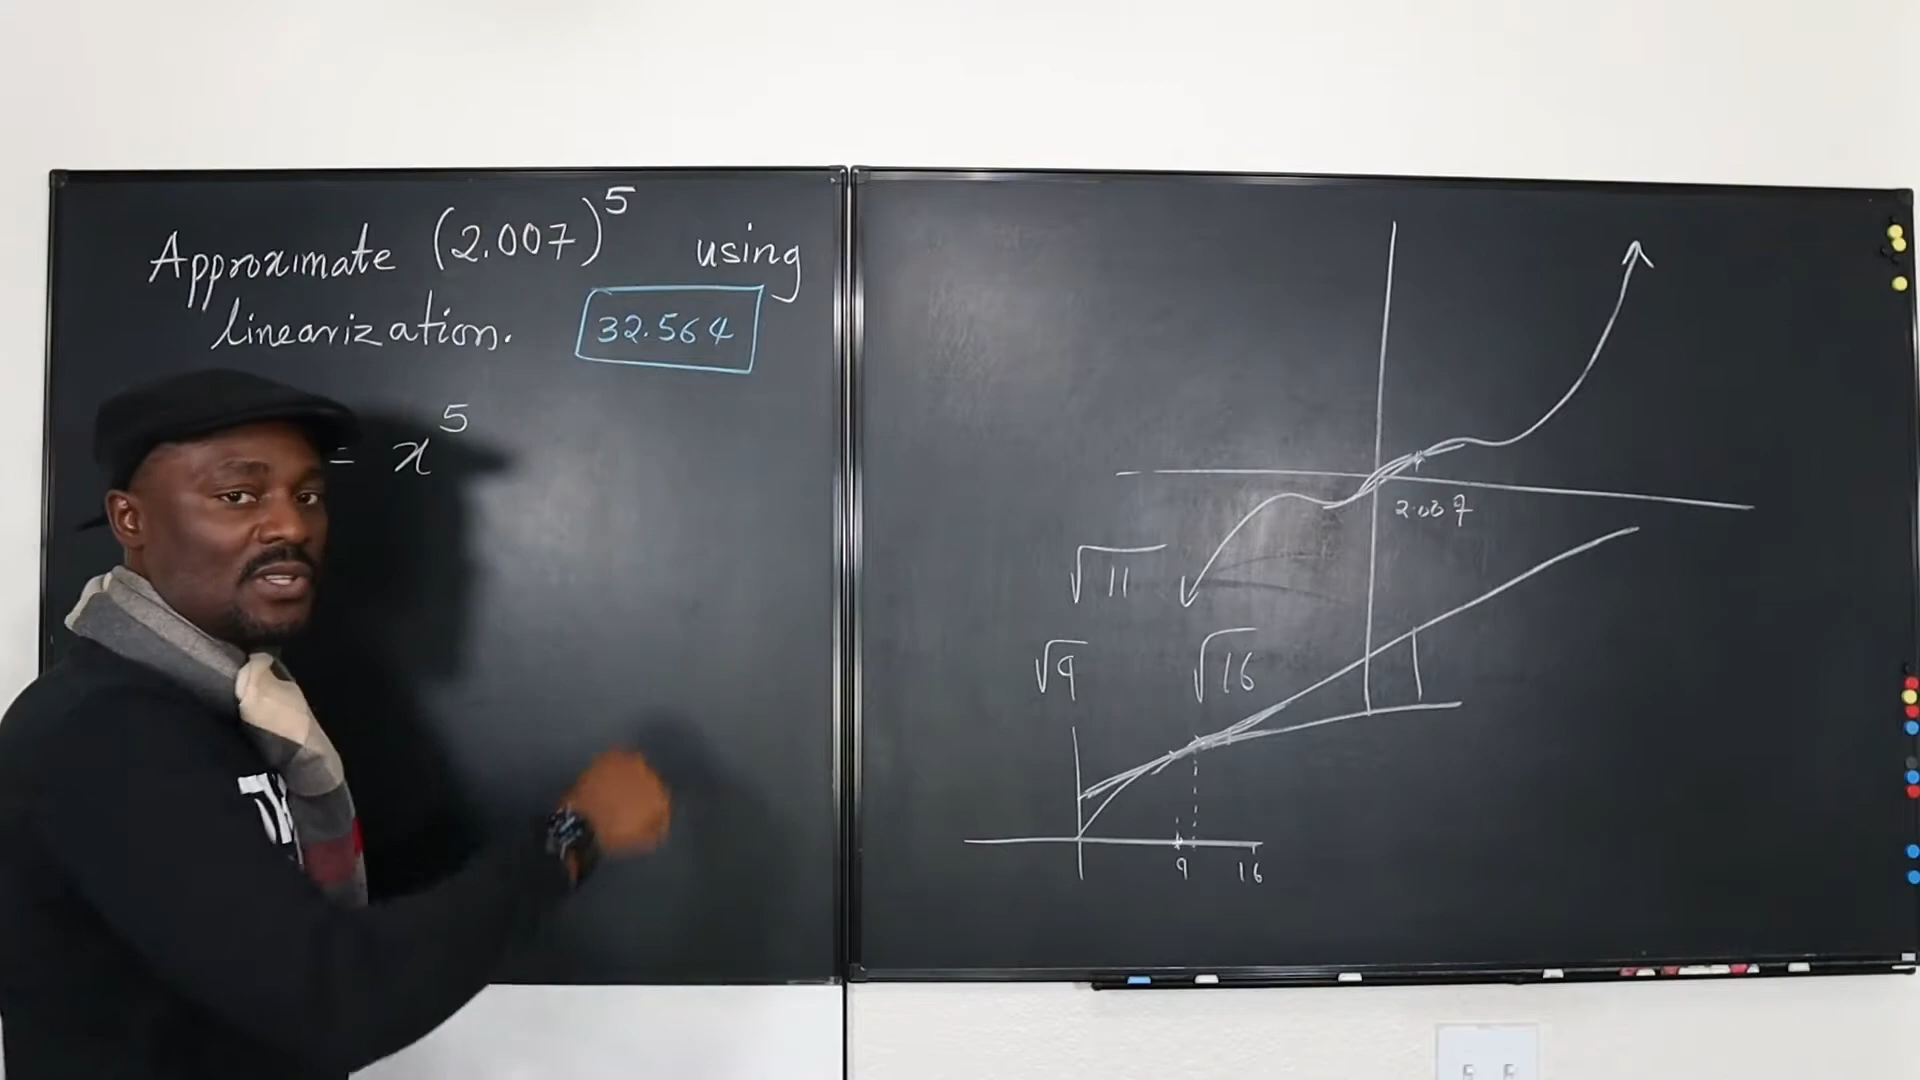 Approximate (2.007)^5 using
linearization. 32.564
= x^5
2.007
√11
√9 √16
9 16